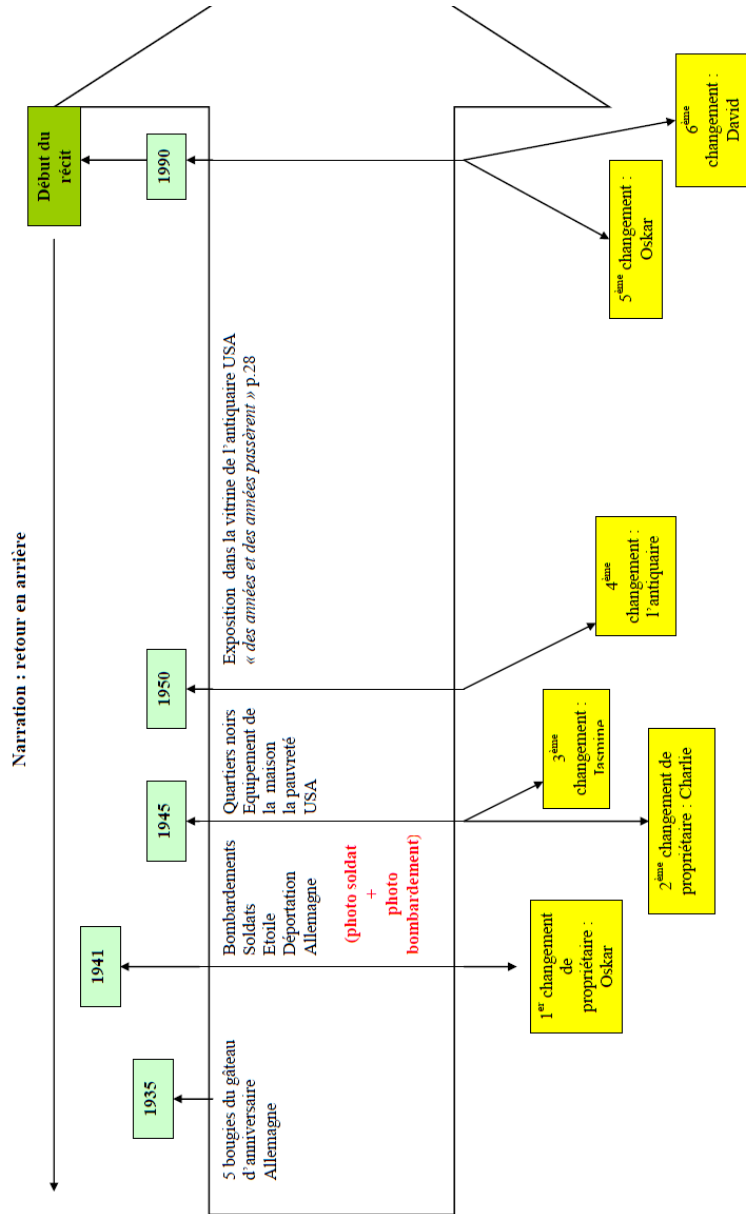 Narration : retour en arrière
Début du
récit
1935
1941
1945
1950
1990
5 bougies du gâteau
d'anniversaire
Allemagne
Bombardements
Soldats
Etoile
Déportation
Allemagne
(photo soldat
+
photo
bombardement)
Quartiers noirs
Equipement de
la maison
la pauvreté
USA
Exposition dans la vitrine de l'antiquaire USA
« des années et des années passèrent » p.28
1er changement
de
propriétaire :
Oskar
2ème changement de
propriétaire : Charlie
3ème
changement :
Jasmine
4ème
changement :
l'antiquaire
5ème changement :
Oskar
6ème
changement :
David